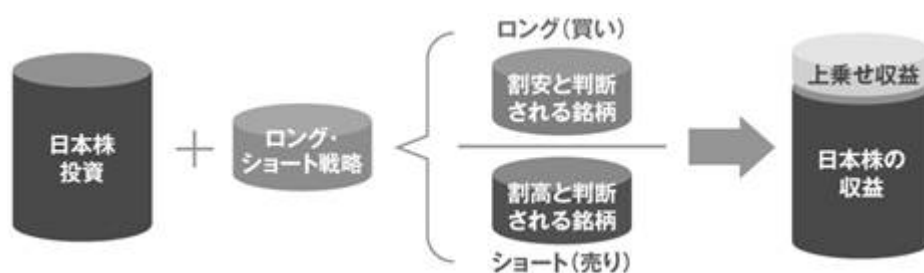 日本株
投資
ロング・
ショート戦略
ロング(買い)
割安と判断
される銘柄
割高と判断
される銘柄
ショート(売り)
上乗せ収益
日本株の
収益